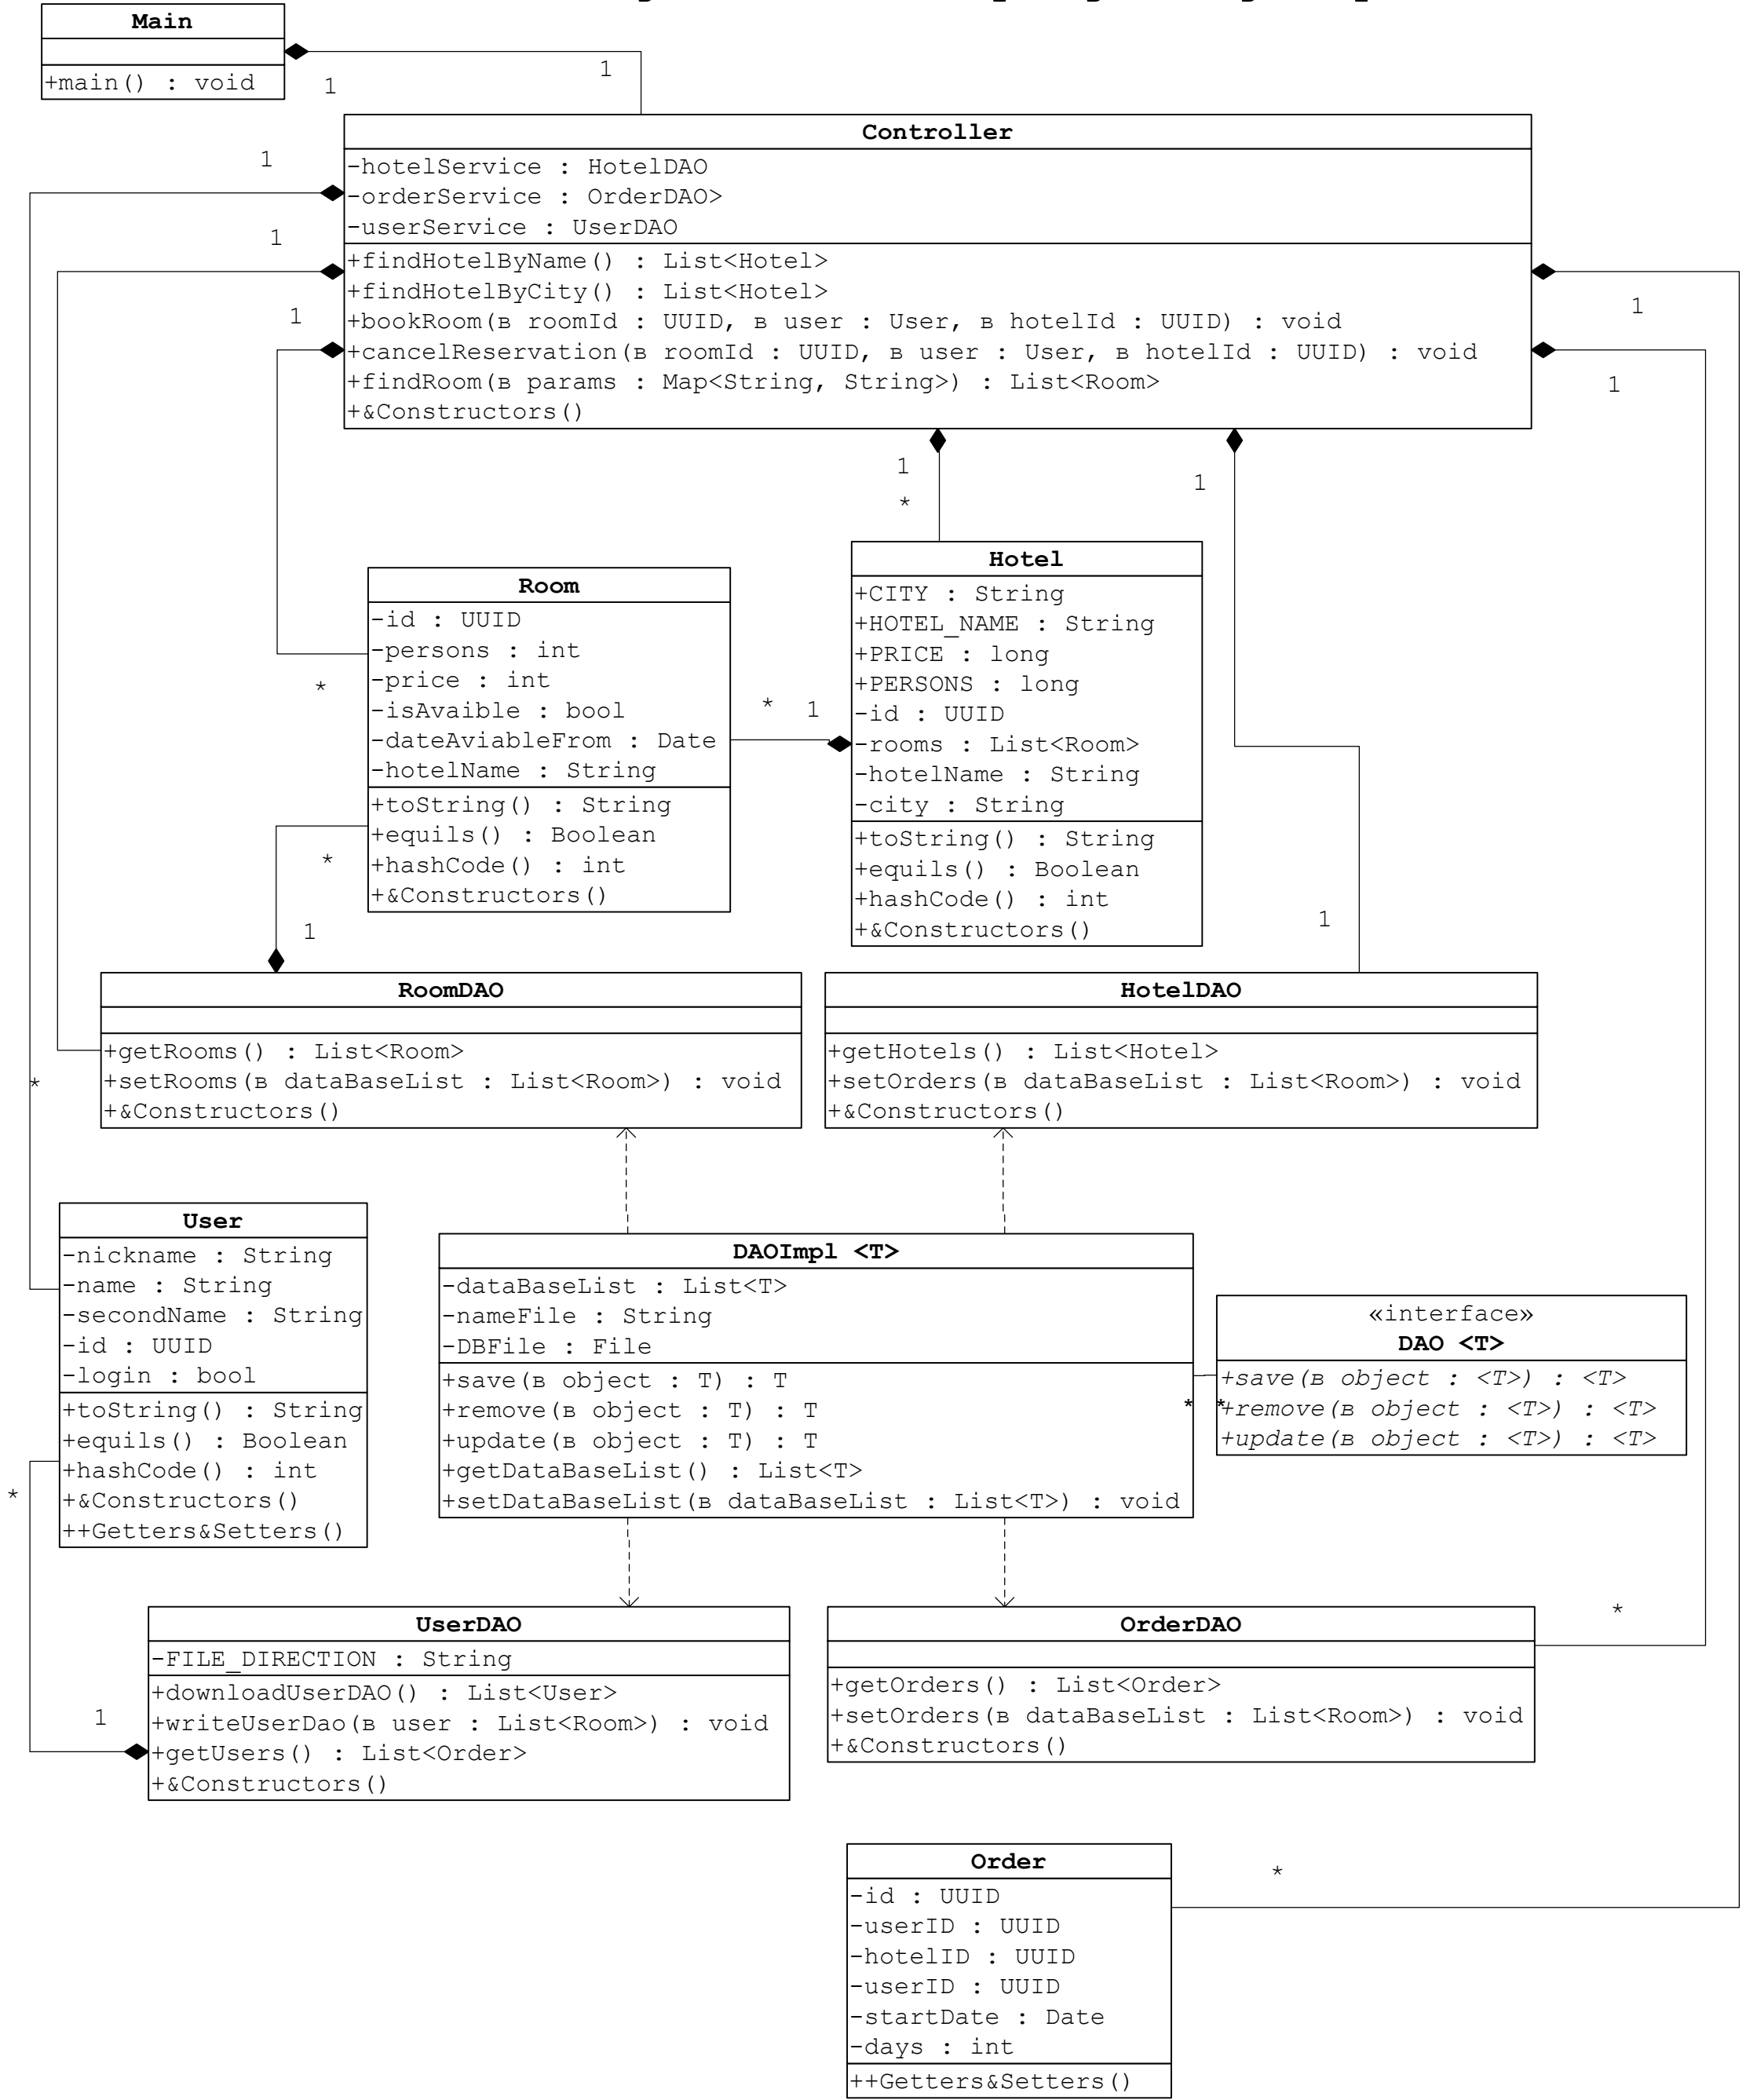 Main
+main() : void
1
1
Controller
-hotelService : HotelDAO
-orderService : OrderDAO>
-userService : UserDAO
+findHotelByName() : List<Hotel>
+findHotelByCity() : List<Hotel>
+bookRoom(в roomId : UUID, в user : User, в hotelId : UUID) : void
+cancelReservation(в roomId : UUID, в user : User, в hotelId : UUID) : void
+findRoom(в params : Map<String, String>) : List<Room>
+&Constructors()
1
1
1
1
1
1
*
1
Room
-id : UUID
-persons : int
-price : int
-isAvaible : bool
-dateAviableFrom : Date
-hotelName : String
+toString() : String
+equils() : Boolean
+hashCode() : int
+&Constructors()
*
*
1
* 1
Hotel
+CITY : String
+HOTEL_NAME : String
+PRICE : long
+PERSONS : long
-id : UUID
-rooms : List<Room>
-hotelName : String
-city : String
+toString() : String
+equils() : Boolean
+hashCode() : int
+&Constructors()
1
RoomDAO
+getRooms() : List<Room>
+setRooms(в dataBaseList : List<Room>) : void
+&Constructors()
*
HotelDAO
+getHotels() : List<Hotel>
+setOrders(в dataBaseList : List<Room>) : void
+&Constructors()
User
-nickname : String
-name : String
-secondName : String
-id : UUID
-login : bool
+toString() : String
+equils() : Boolean
+hashCode() : int
+&Constructors()
++Getters&Setters()
*
DAOImpl <T>
-dataBaseList : List<T>
-nameFile : String
-DBFile : File
+save(в object : T) : T
+remove(в object : T) : T
+update(в object : T) : T
+getDataBaseList() : List<T>
+setDataBaseList(в dataBaseList : List<T>) : void
* *
«interface»
DAO <T>
+save(в object : <T>) : <T>
+remove(в object : <T>) : <T>
+update(в object : <T>) : <T>
UserDAO
-FILE_DIRECTION : String
+downloadUserDAO() : List<User>
+writeUserDao(в user : List<Room>) : void
+getUsers() : List<Order>
+&Constructors()
1
OrderDAO
+getOrders() : List<Order>
+setOrders(в dataBaseList : List<Room>) : void
+&Constructors()
*
Order
-id : UUID
-userID : UUID
-hotelID : UUID
-userID : UUID
-startDate : Date
-days : int
++Getters&Setters()
*